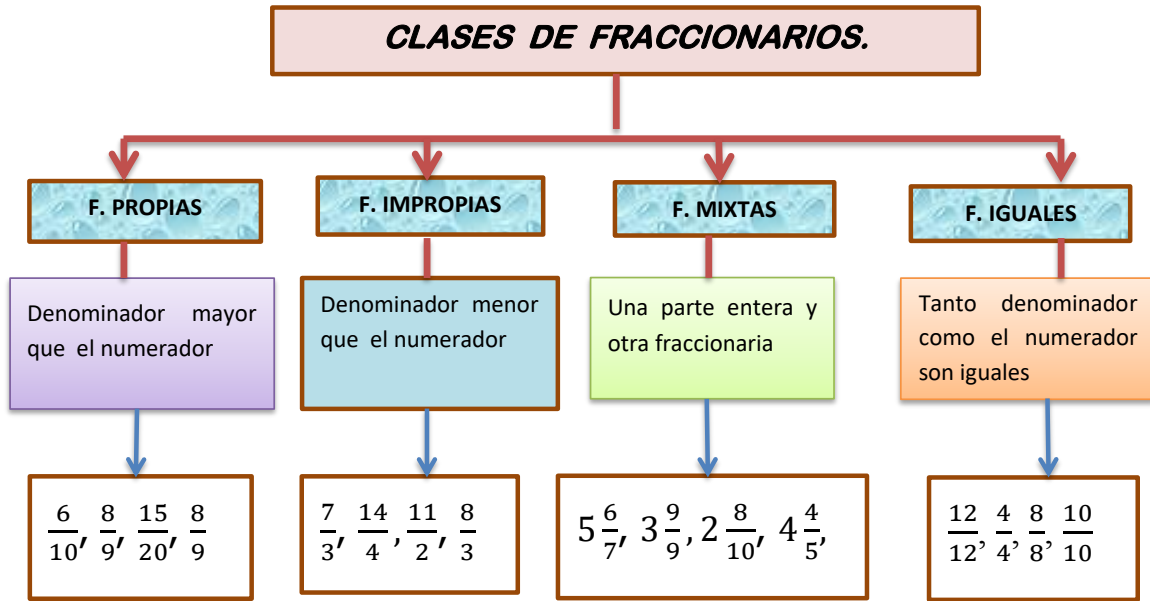 CLASES DE FRACCIONARIOS.
F. PROPIAS
F. IMPROPIAS
F. MIXTAS
F. IGUALES
Denominador mayor
que el numerador
Denominador menor
que el numerador
Una parte entera y
otra fraccionaria
Tanto denominador
como el numerador
son iguales
6/10, 8/9, 15/20, 8/9
7/3, 14/4, 11/2, 8/3
5 6/7, 3 9/9, 2 8/10, 4 4/5,
12/12, 4/4, 8/8, 10/10